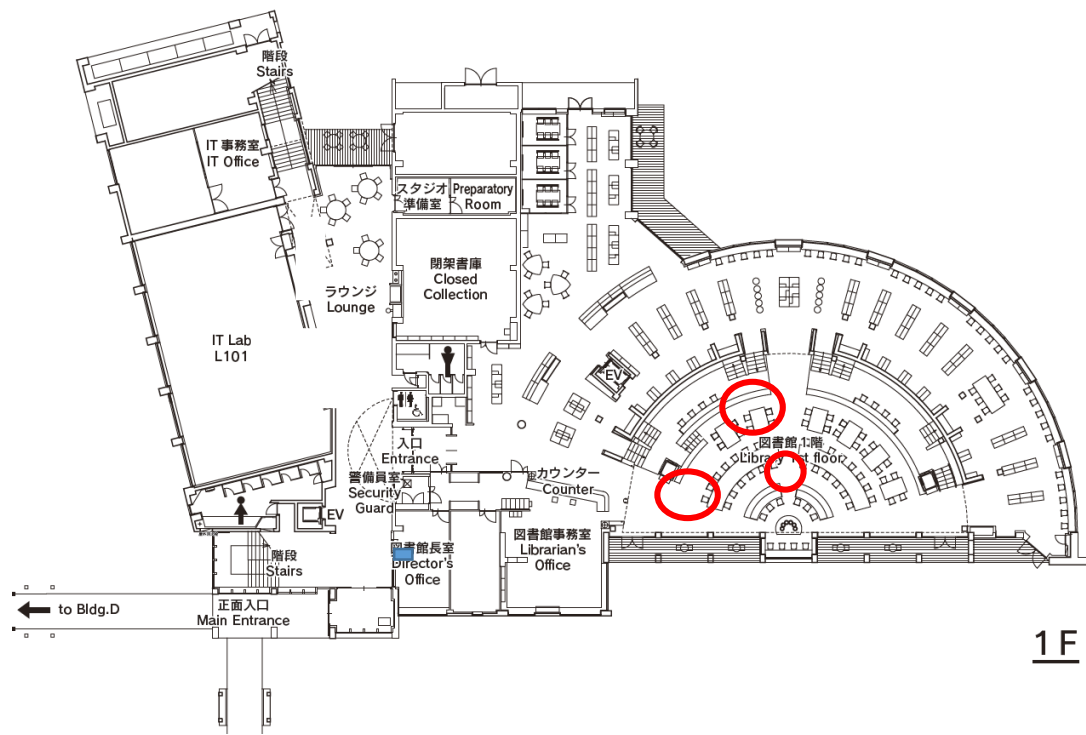 階段
Stairs
IT 事務室
IT Office
スタジオ
準備室
Preparatory
Room
閉架書庫
Closed
Collection
ラウンジ
Lounge
IT Lab
L101
EV
図書館 1階
Library 1st floor
入口
Entrance
カウンター
Counter
警備員室
Security
Guard
EV
図書館長室
Director's
Office
図書館事務室
Librarian's
Office
階段
Stairs
to Bldg.D
正面入口
Main Entrance
1 F